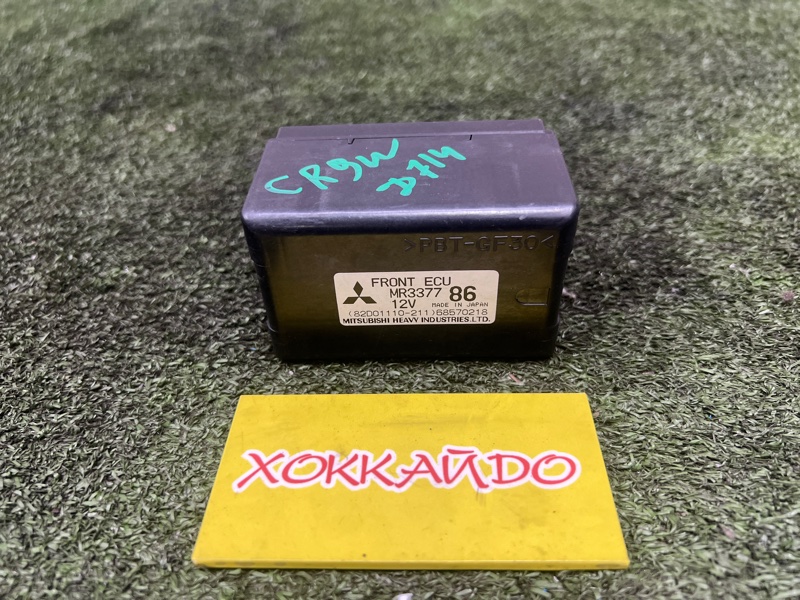 CR9W
D714
>PBT-GF30<
FRONT ECU
MR3377 86
12V MADE IN JAPAN
(82D01110-211)68570218
MITSUBISHI HEAVY INDUSTRIES.LTD.
ХОККАЙДО